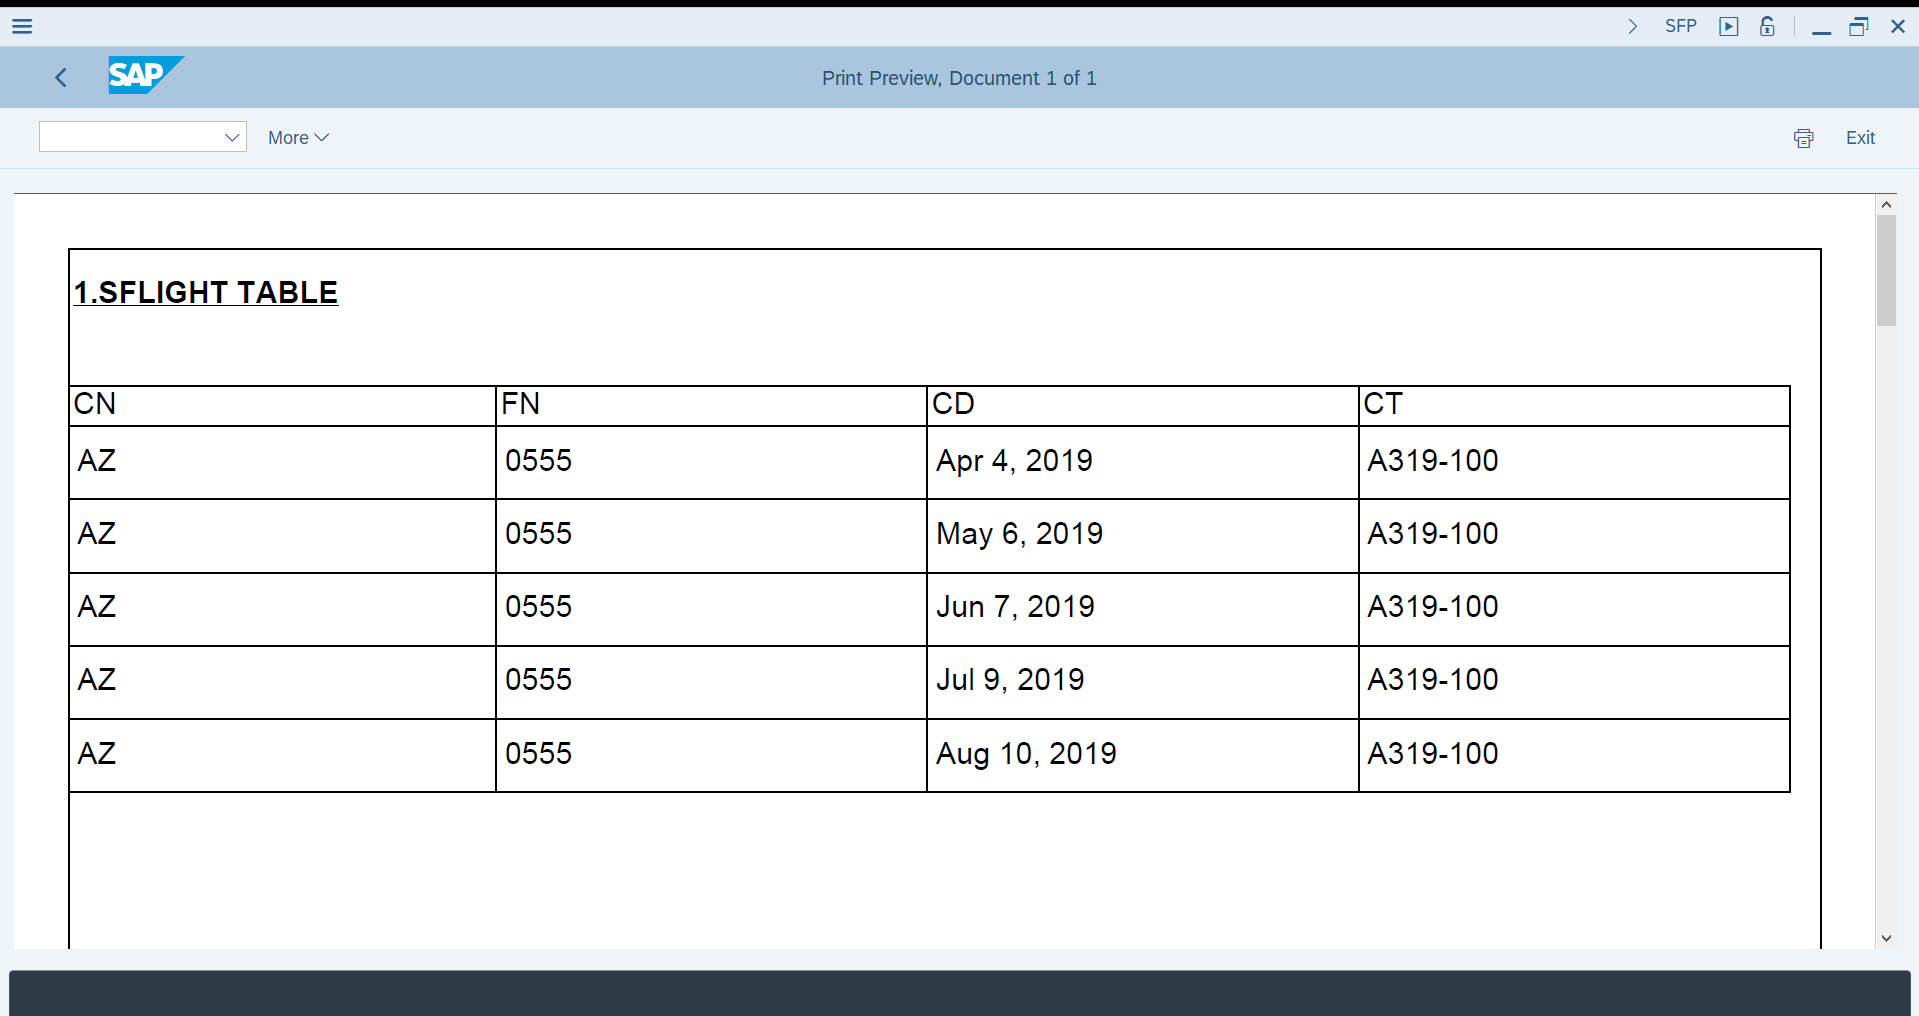 SFP
SAP
Print Preview, Document 1 of 1
More
Exit
1.SFLIGHT TABLE
CN FN CD CT
AZ 0555 Apr 4, 2019 A319-100
AZ 0555 May 6, 2019 A319-100
AZ 0555 Jun 7, 2019 A319-100
AZ 0555 Jul 9, 2019 A319-100
AZ 0555 Aug 10, 2019 A319-100